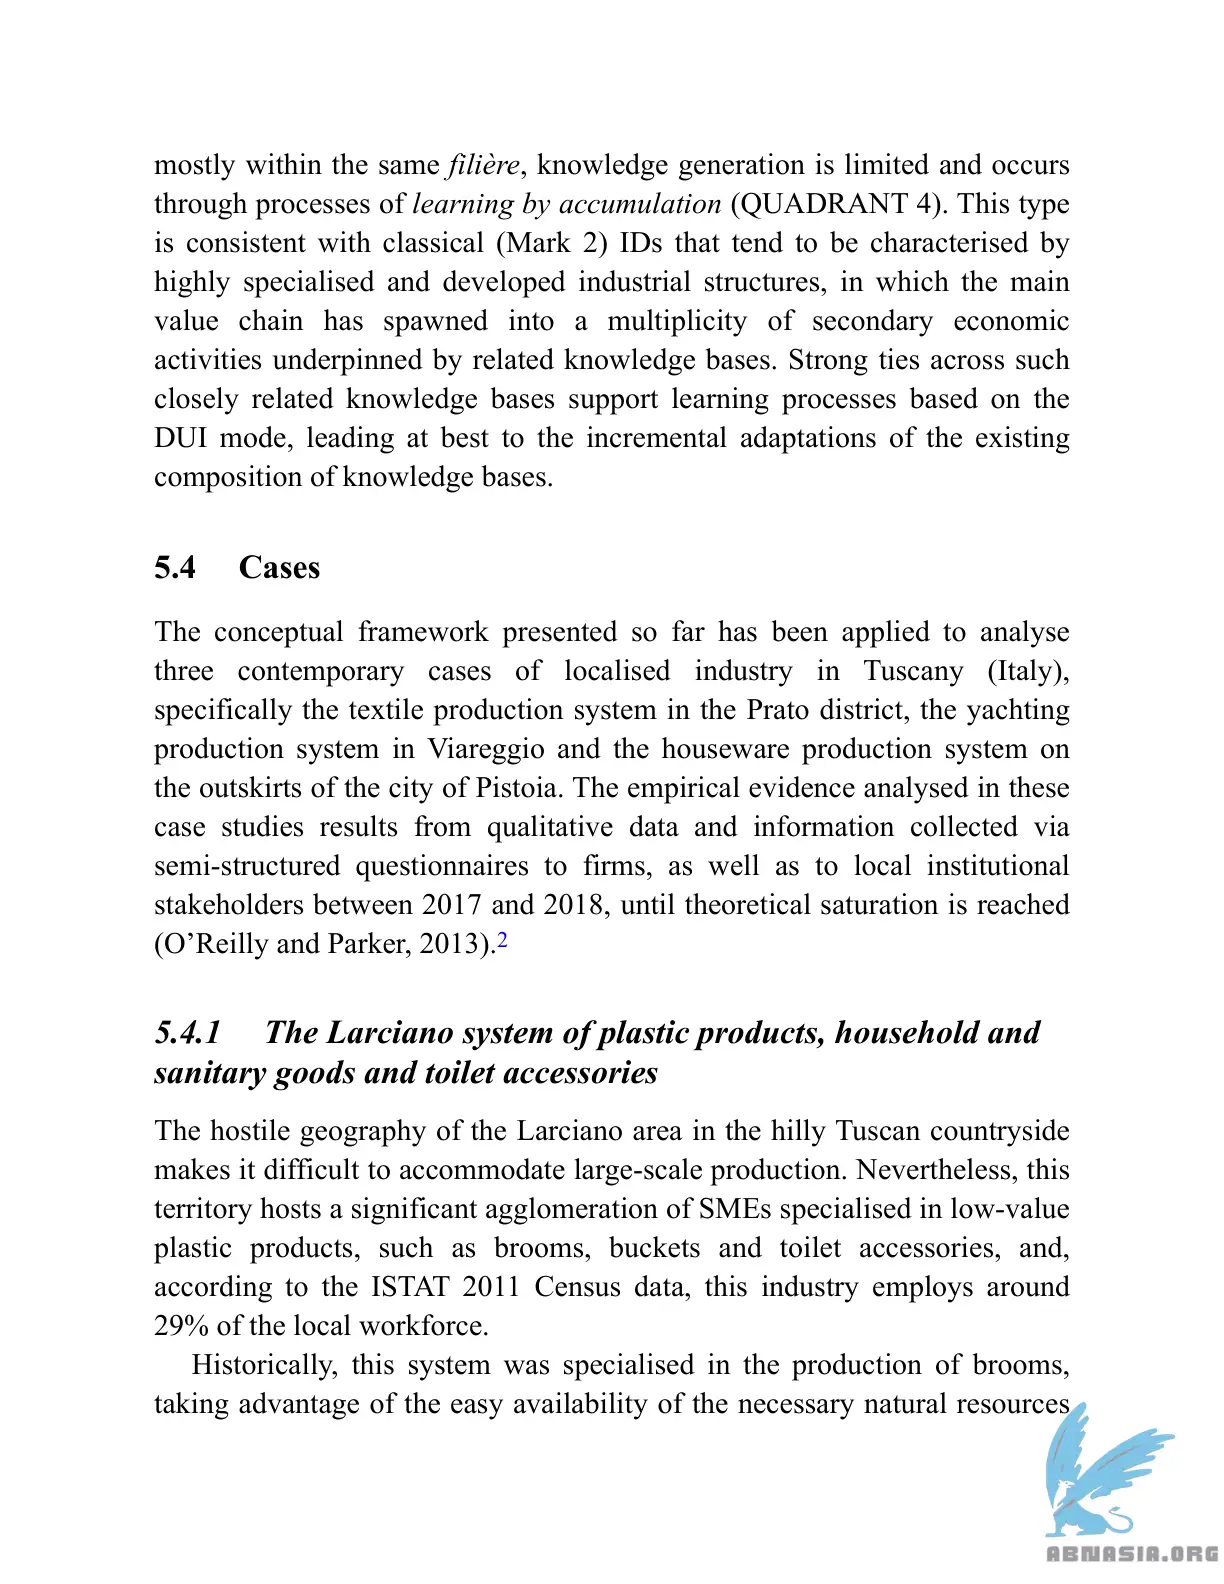 mostly within the same filière, knowledge generation is limited and occurs
through processes of learning by accumulation (QUADRANT 4). This type
is consistent with classical (Mark 2) IDs that tend to be characterised by
highly specialised and developed industrial structures, in which the main
value chain has spawned into a multiplicity of secondary economic
activities underpinned by related knowledge bases. Strong ties across such
closely related knowledge bases support learning processes based on the
DUI mode, leading at best to the incremental adaptations of the existing
composition of knowledge bases.
5.4 Cases
The conceptual framework presented so far has been applied to analyse
three contemporary cases of localised industry in Tuscany (Italy),
specifically the textile production system in the Prato district, the yachting
production system in Viareggio and the houseware production system on
the outskirts of the city of Pistoia. The empirical evidence analysed in these
case studies results from qualitative data and information collected via
semi-structured questionnaires to firms, as well as to local institutional
stakeholders between 2017 and 2018, until theoretical saturation is reached
(O’Reilly and Parker, 2013).2
5.4.1 The Larciano system of plastic products, household and
sanitary goods and toilet accessories
The hostile geography of the Larciano area in the hilly Tuscan countryside
makes it difficult to accommodate large-scale production. Nevertheless, this
territory hosts a significant agglomeration of SMEs specialised in low-value
plastic products, such as brooms, buckets and toilet accessories, and,
according to the ISTAT 2011 Census data, this industry employs around
29% of the local workforce.
Historically, this system was specialised in the production of brooms,
taking advantage of the easy availability of the necessary natural resources
ABNASIA.ORG